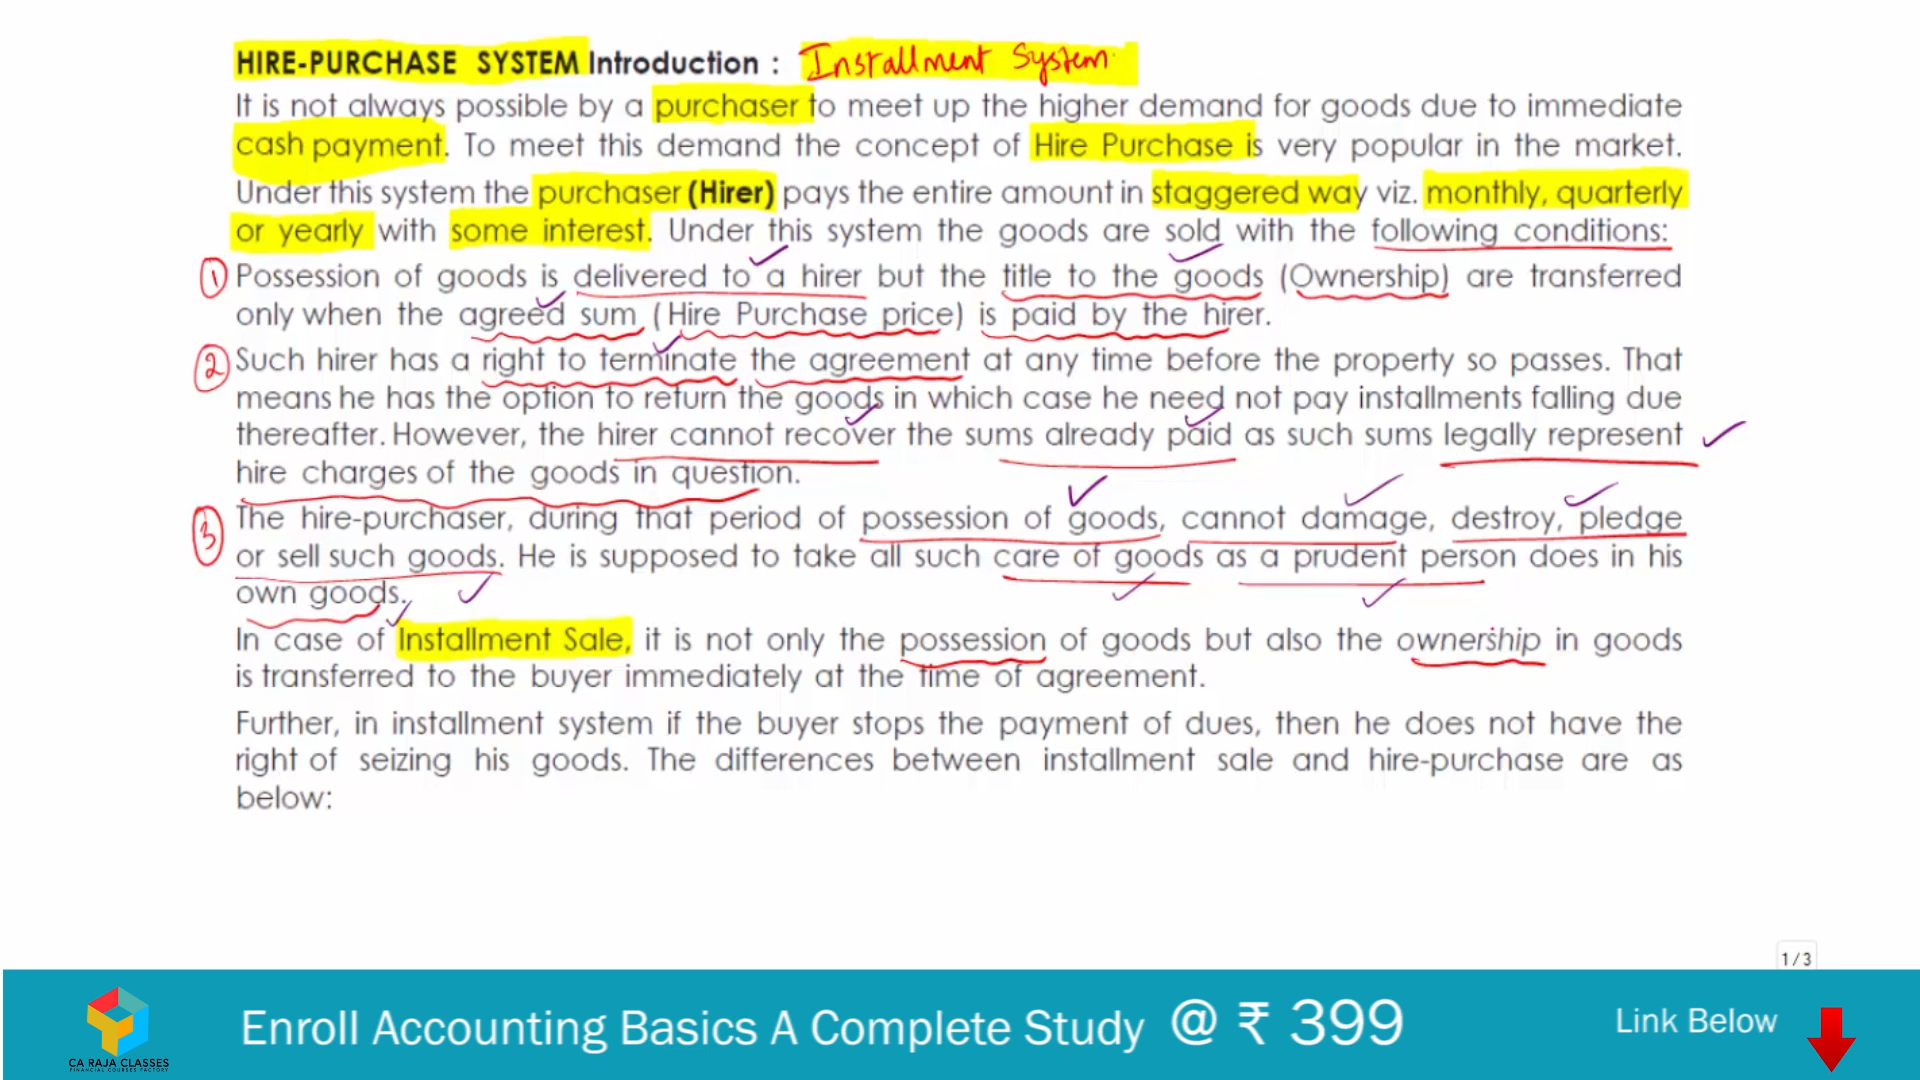 HIRE-PURCHASE SYSTEM Introduction : Installment System
It is not always possible by a purchaser to meet up the higher demand for goods due to immediate
cash payment. To meet this demand the concept of Hire Purchase is very popular in the market.
Under this system the purchaser (Hirer) pays the entire amount in staggered way viz. monthly, quarterly
or yearly with some interest. Under this system the goods are sold with the following conditions:
1 Possession of goods is delivered to a hirer but the title to the goods (Ownership) are transferred
only when the agreed sum (Hire Purchase price) is paid by the hirer.
2 Such hirer has a right to terminate the agreement at any time before the property so passes. That
means he has the option to return the goods in which case he need not pay installments falling due
thereafter. However, the hirer cannot recover the sums already paid as such sums legally represent
hire charges of the goods in question.
3 The hire-purchaser, during that period of possession of goods, cannot damage, destroy, pledge
or sell such goods. He is supposed to take all such care of goods as a prudent person does in his
own goods.
In case of Installment Sale, it is not only the possession of goods but also the ownership in goods
is transferred to the buyer immediately at the time of agreement.
Further, in installment system if the buyer stops the payment of dues, then he does not have the
right of seizing his goods. The differences between installment sale and hire-purchase are as
below:
1/3
Enroll Accounting Basics A Complete Study @ ₹ 399
Link Below
CA RAJA CLASSES
FINANCIAL COURSES FACTORY